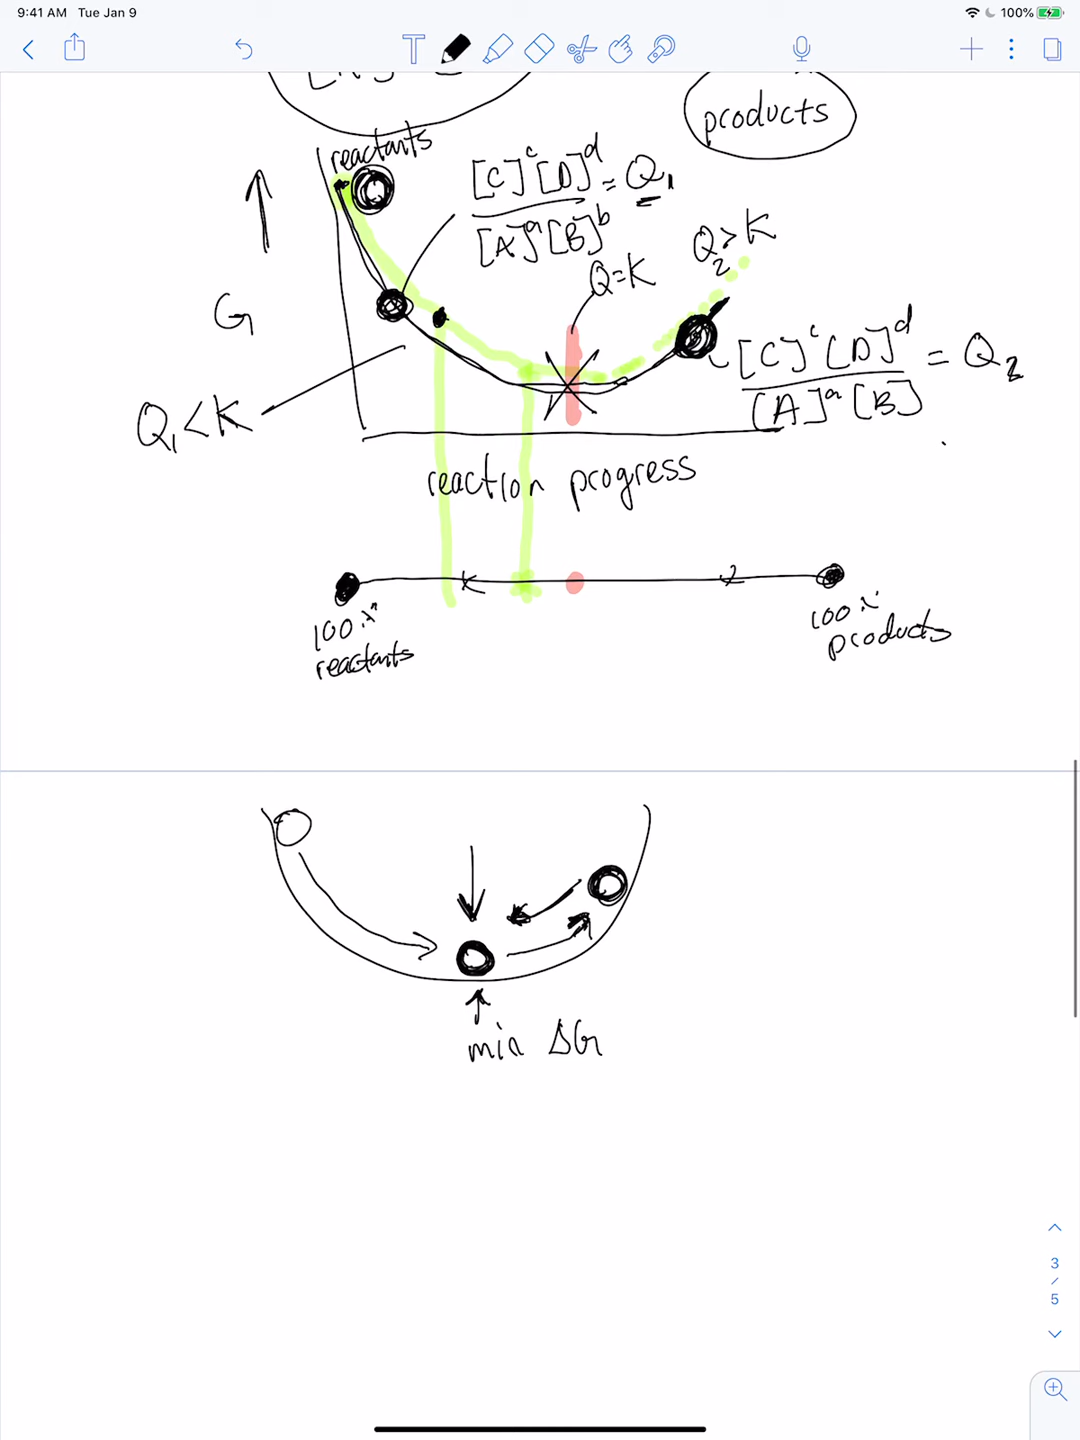 9:41 AM Tue Jan 9
100%
T
products
reactants
[C]^c [D]^d = Q₁
[A]^a [B]^b
Q=K
Q₂>K
G
[C]^c [D]^d = Q₂
[A]^a [B]
Q₁<K
reaction progress
100%
reactants
100%
products
min ΔG
3
/
5